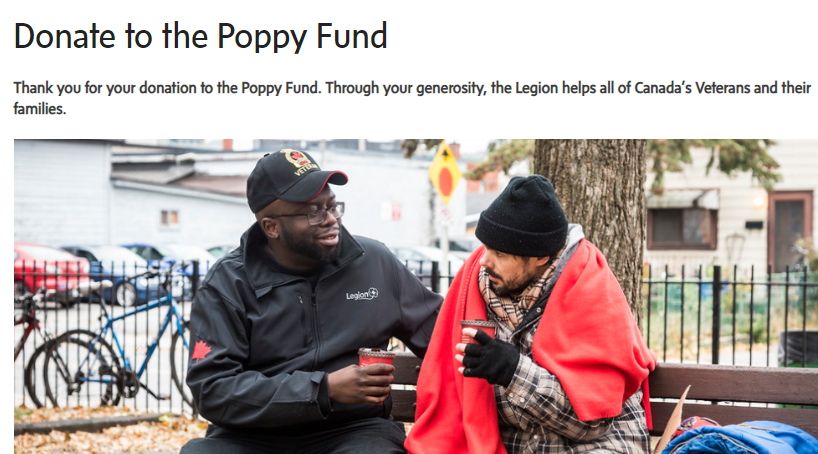 Donate to the Poppy Fund
Thank you for your donation to the Poppy Fund. Through your generosity, the Legion helps all of Canada's Veterans and their
families.
VETERAN
Legion